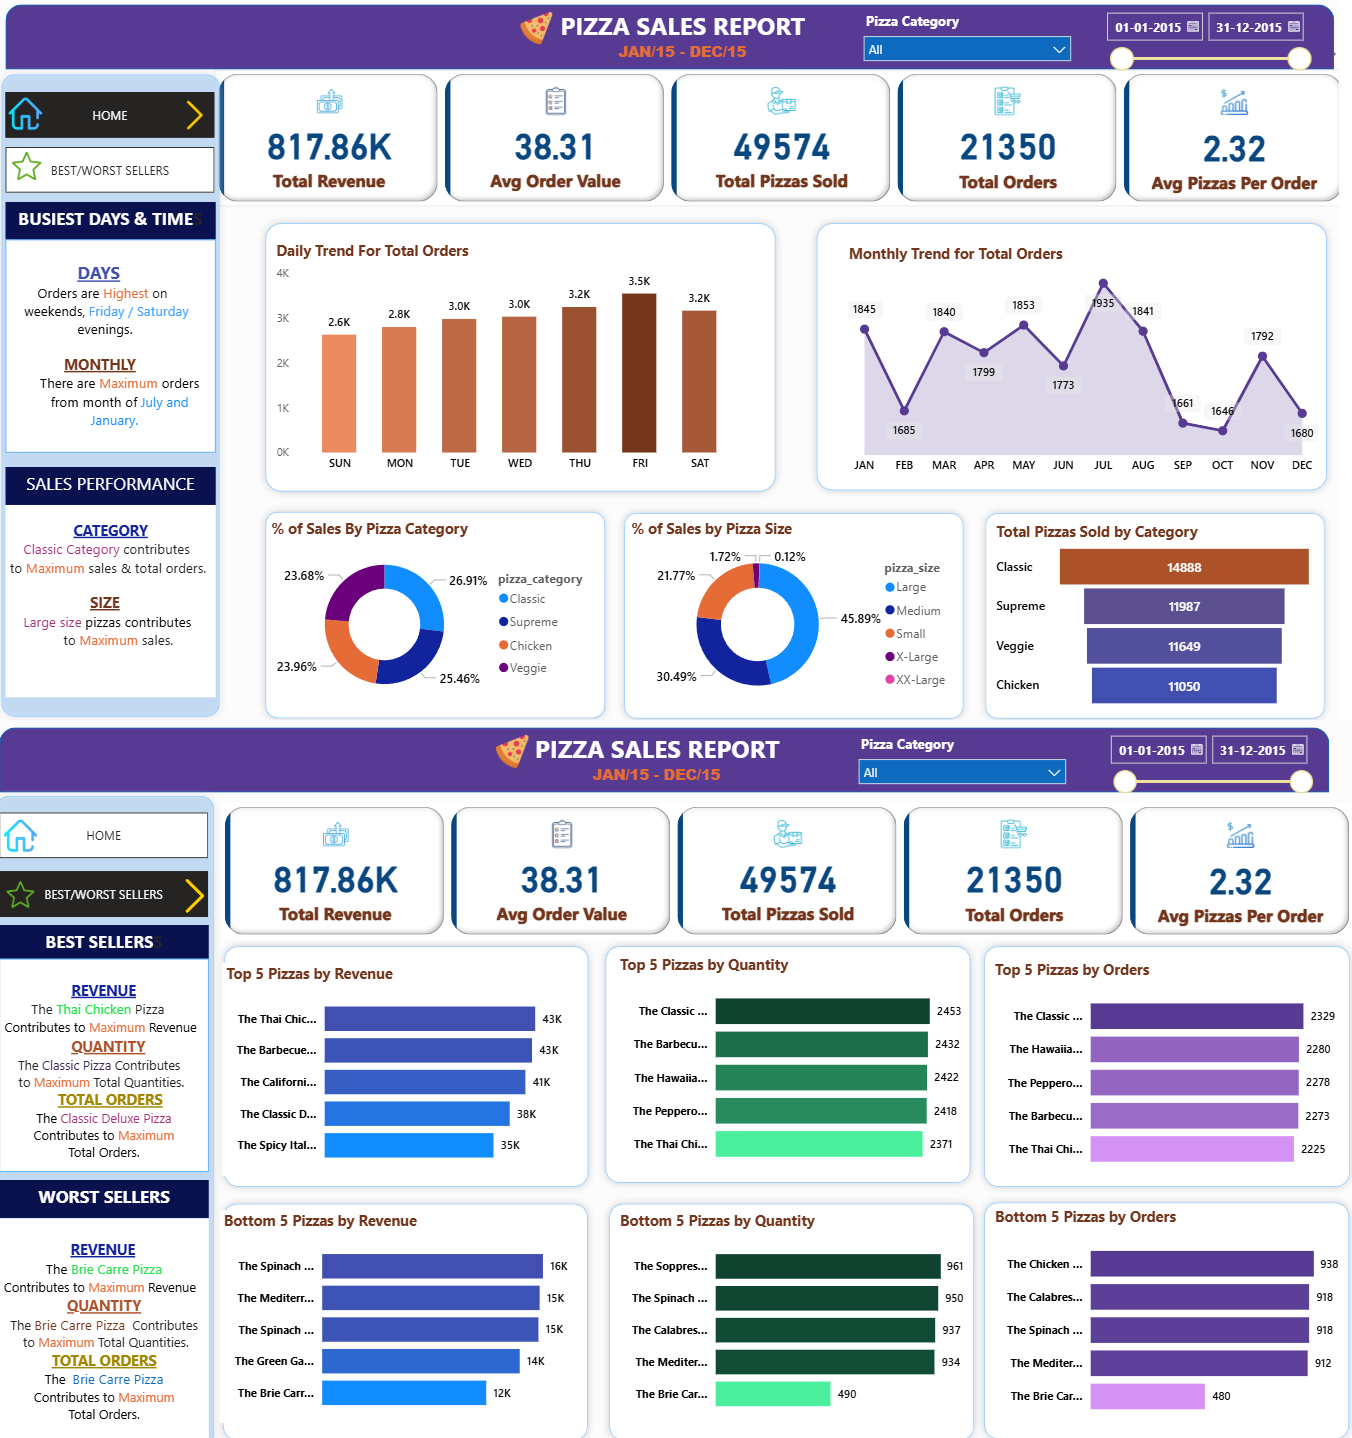 PIZZA SALES REPORT
JAN/15 - DEC/15
Pizza Category
All
01-01-2015
31-12-2015
HOME
BEST/WORST SELLERS
817.86K
Total Revenue
38.31
Avg Order Value
49574
Total Pizzas Sold
21350
Total Orders
2.32
Avg Pizzas Per Order
BUSIEST DAYS & TIMES
DAYS
Orders are Highest on
weekends, Friday / Saturday
evenings.
MONTHLY
There are Maximum orders
from month of July and
January.
SALES PERFORMANCE
CATEGORY
Classic Category contributes
to Maximum sales & total orders.
SIZE
Large size pizzas contributes
to Maximum sales.
Daily Trend For Total Orders
4K
3K
2K
1K
0K
2.6K
2.8K
3.0K
3.0K
3.2K
3.5K
3.2K
SUN MON TUE WED THU FRI SAT
Monthly Trend for Total Orders
1845
1685
1840
1799
1853
1773
1935
1841
1661
1646
1792
1680
JAN FEB MAR APR MAY JUN JUL AUG SEP OCT NOV DEC
% of Sales By Pizza Category
23.68%
26.91%
23.96%
25.46%
pizza_category
Classic
Supreme
Chicken
Veggie
% of Sales by Pizza Size
1.72%
0.12%
21.77%
45.89%
30.49%
pizza_size
Large
Medium
Small
X-Large
XX-Large
Total Pizzas Sold by Category
Classic 14888
Supreme 11987
Veggie 11649
Chicken 11050
PIZZA SALES REPORT
JAN/15 - DEC/15
Pizza Category
All
01-01-2015
31-12-2015
HOME
BEST/WORST SELLERS
817.86K
Total Revenue
38.31
Avg Order Value
49574
Total Pizzas Sold
21350
Total Orders
2.32
Avg Pizzas Per Order
BEST SELLERSS
REVENUE
The Thai Chicken Pizza
Contributes to Maximum Revenue
QUANTITY
The Classic Pizza Contributes
to Maximum Total Quantities.
TOTAL ORDERS
The Classic Deluxe Pizza
Contributes to Maximum
Total Orders.
WORST SELLERS
REVENUE
The Brie Carre Pizza
Contributes to Maximum Revenue
QUANTITY
The Brie Carre Pizza Contributes
to Maximum Total Quantities.
TOTAL ORDERS
The Brie Carre Pizza
Contributes to Maximum
Total Orders.
Top 5 Pizzas by Revenue
The Thai Chic... 43K
The Barbecue... 43K
The Californi... 41K
The Classic D... 38K
The Spicy Ital... 35K
Top 5 Pizzas by Quantity
The Classic ... 2453
The Barbecu... 2432
The Hawaiia... 2422
The Peppero... 2418
The Thai Chi... 2371
Top 5 Pizzas by Orders
The Classic ... 2329
The Hawaiia... 2280
The Peppero... 2278
The Barbecu... 2273
The Thai Chi... 2225
Bottom 5 Pizzas by Revenue
The Spinach ... 16K
The Mediterr... 15K
The Spinach ... 15K
The Green Ga... 14K
The Brie Carr... 12K
Bottom 5 Pizzas by Quantity
The Soppres... 961
The Spinach ... 950
The Calabres... 937
The Mediter... 934
The Brie Car... 490
Bottom 5 Pizzas by Orders
The Chicken ... 938
The Calabres... 918
The Spinach ... 918
The Mediter... 912
The Brie Car... 480